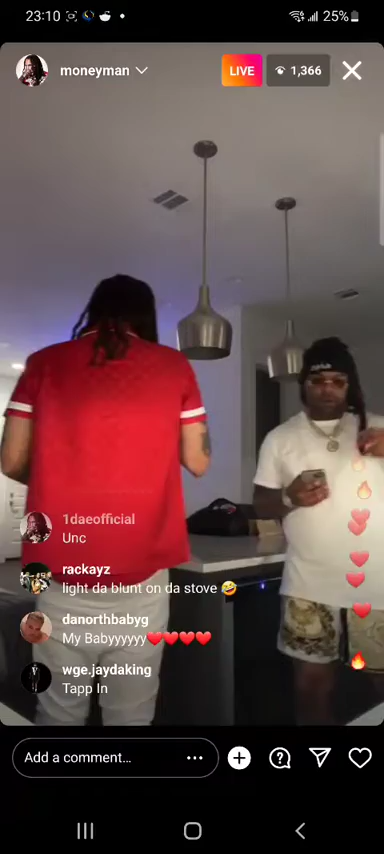 23:10
25%
moneyman
LIVE
1,366
1daeofficial
Unc
rackayz
light da blunt on da stove 🤣
danorthbabyg
My Babyyyyyy❤️❤️❤️❤️
wge.jaydaking
Tapp In
Add a comment...